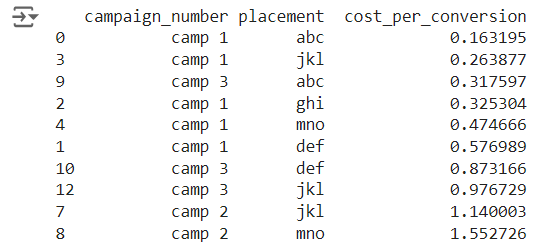 campaign_number placement cost_per_conversion
0 camp 1 abc 0.163195
3 camp 1 jkl 0.263877
9 camp 3 abc 0.317597
2 camp 1 ghi 0.325304
4 camp 1 mno 0.474666
1 camp 1 def 0.576989
10 camp 3 def 0.873166
12 camp 3 jkl 0.976729
7 camp 2 jkl 1.140003
8 camp 2 mno 1.552726